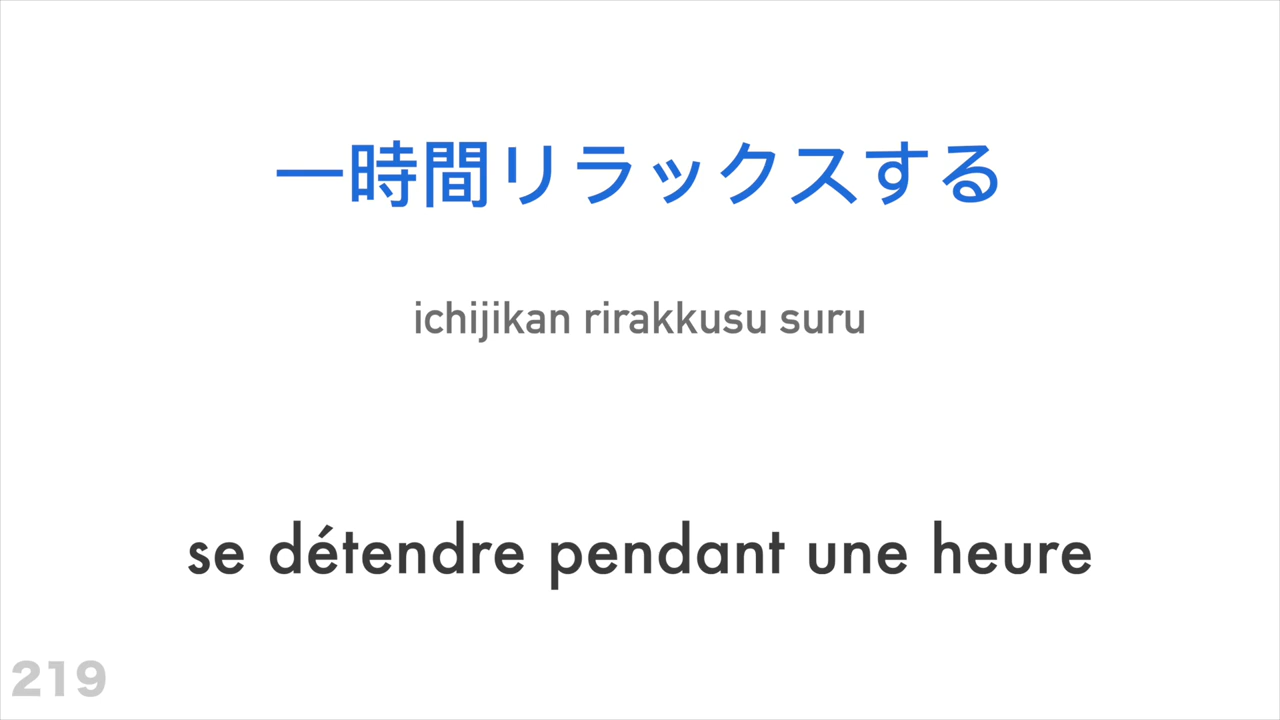 一時間リラックスする
ichijikan rirakkusu suru
se détendre pendant une heure
219